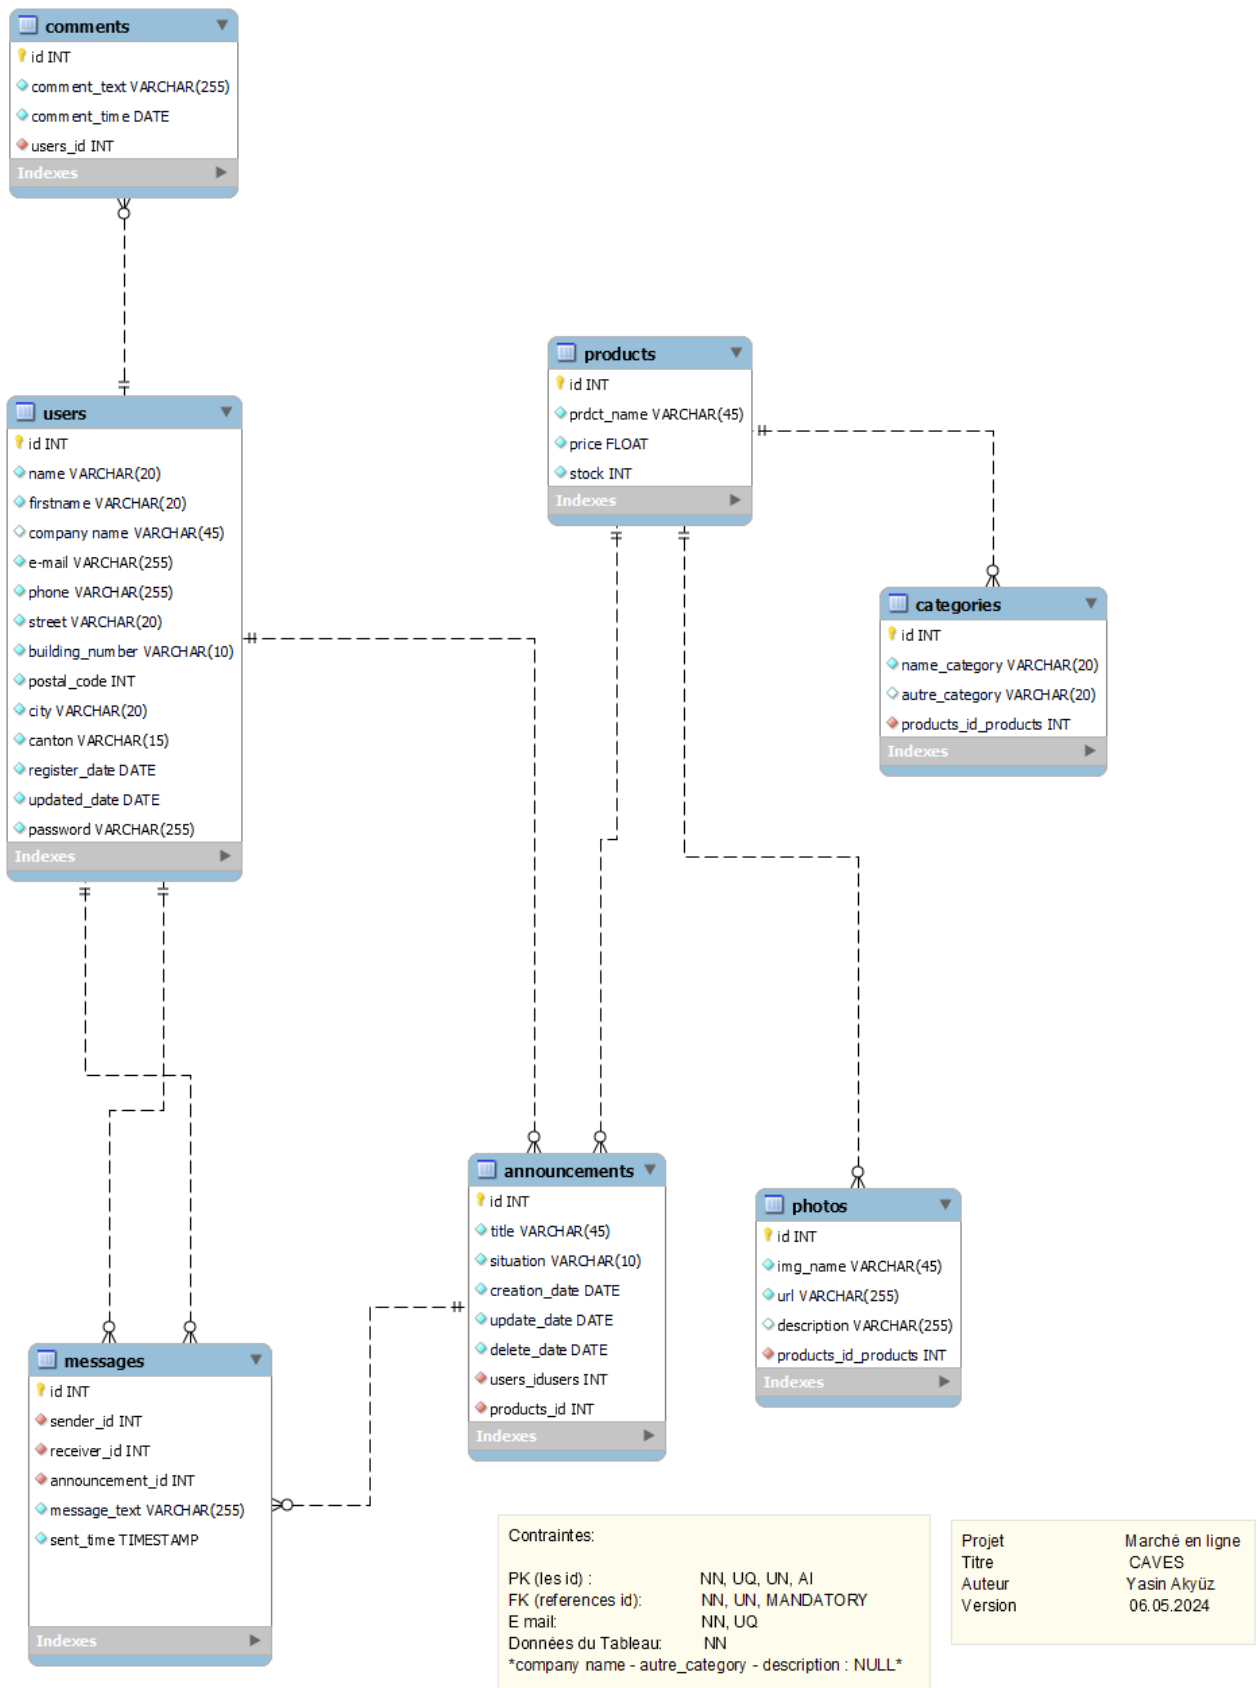 comments
id INT
comment_text VARCHAR(255)
comment_time DATE
users_id INT
Indexes
users
id INT
name VARCHAR(20)
firstname VARCHAR(20)
company name VARCHAR(45)
e-mail VARCHAR(255)
phone VARCHAR(255)
street VARCHAR(20)
building_number VARCHAR(10)
postal_code INT
city VARCHAR(20)
canton VARCHAR(15)
register_date DATE
updated_date DATE
password VARCHAR(255)
Indexes
products
id INT
prdct_name VARCHAR(45)
price FLOAT
stock INT
Indexes
categories
id INT
name_category VARCHAR(20)
autre_category VARCHAR(20)
products_id_products INT
Indexes
announcements
id INT
title VARCHAR(45)
situation VARCHAR(10)
creation_date DATE
update_date DATE
delete_date DATE
users_idusers INT
products_id INT
Indexes
photos
id INT
img_name VARCHAR(45)
url VARCHAR(255)
description VARCHAR(255)
products_id_products INT
Indexes
messages
id INT
sender_id INT
receiver_id INT
announcement_id INT
message_text VARCHAR(255)
sent_time TIMESTAMP
Indexes
Contraintes:
PK (les id) : NN, UQ, UN, AI
FK (references id): NN, UN, MANDATORY
E mail: NN, UQ
Données du Tableau: NN
*company name - autre_category - description : NULL*
Projet Marché en ligne
Titre CAVES
Auteur Yasin Akyüz
Version 06.05.2024